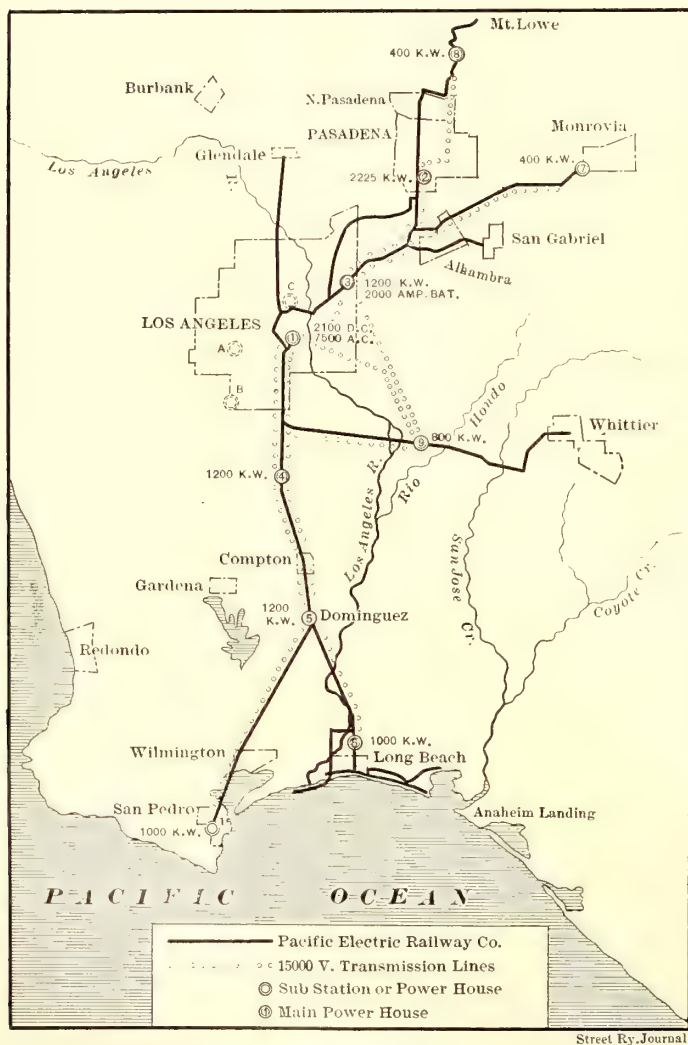 Mt. Lowe
400 K.W.
8
Burbank
N. Pasadena
PASADENA
Monrovia
Glendale
400 K.W.
7
Los Angeles
2225 K.W.
2
San Gabriel
Alhambra
C
3
1200 K.W.
2000 AMP. BAT.
LOS ANGELES
1
2100 D.C.
7500 A.C.
A
B
Hondo
Rio
Whittier
9
800 K.W.
1200 K.W.
4
Los Angeles R.
Compton
San Jose Cr.
Coyote Cr.
Gardena
1200 K.W.
5
Dominguez
Redondo
6
1000 K.W.
Wilmington
Long Beach
San Pedro
15
1000 K.W.
Anaheim Landing
PACIFIC OCEAN
Pacific Electric Railway Co.
15000 V. Transmission Lines
Sub Station or Power House
Main Power House
Street Ry. Journal